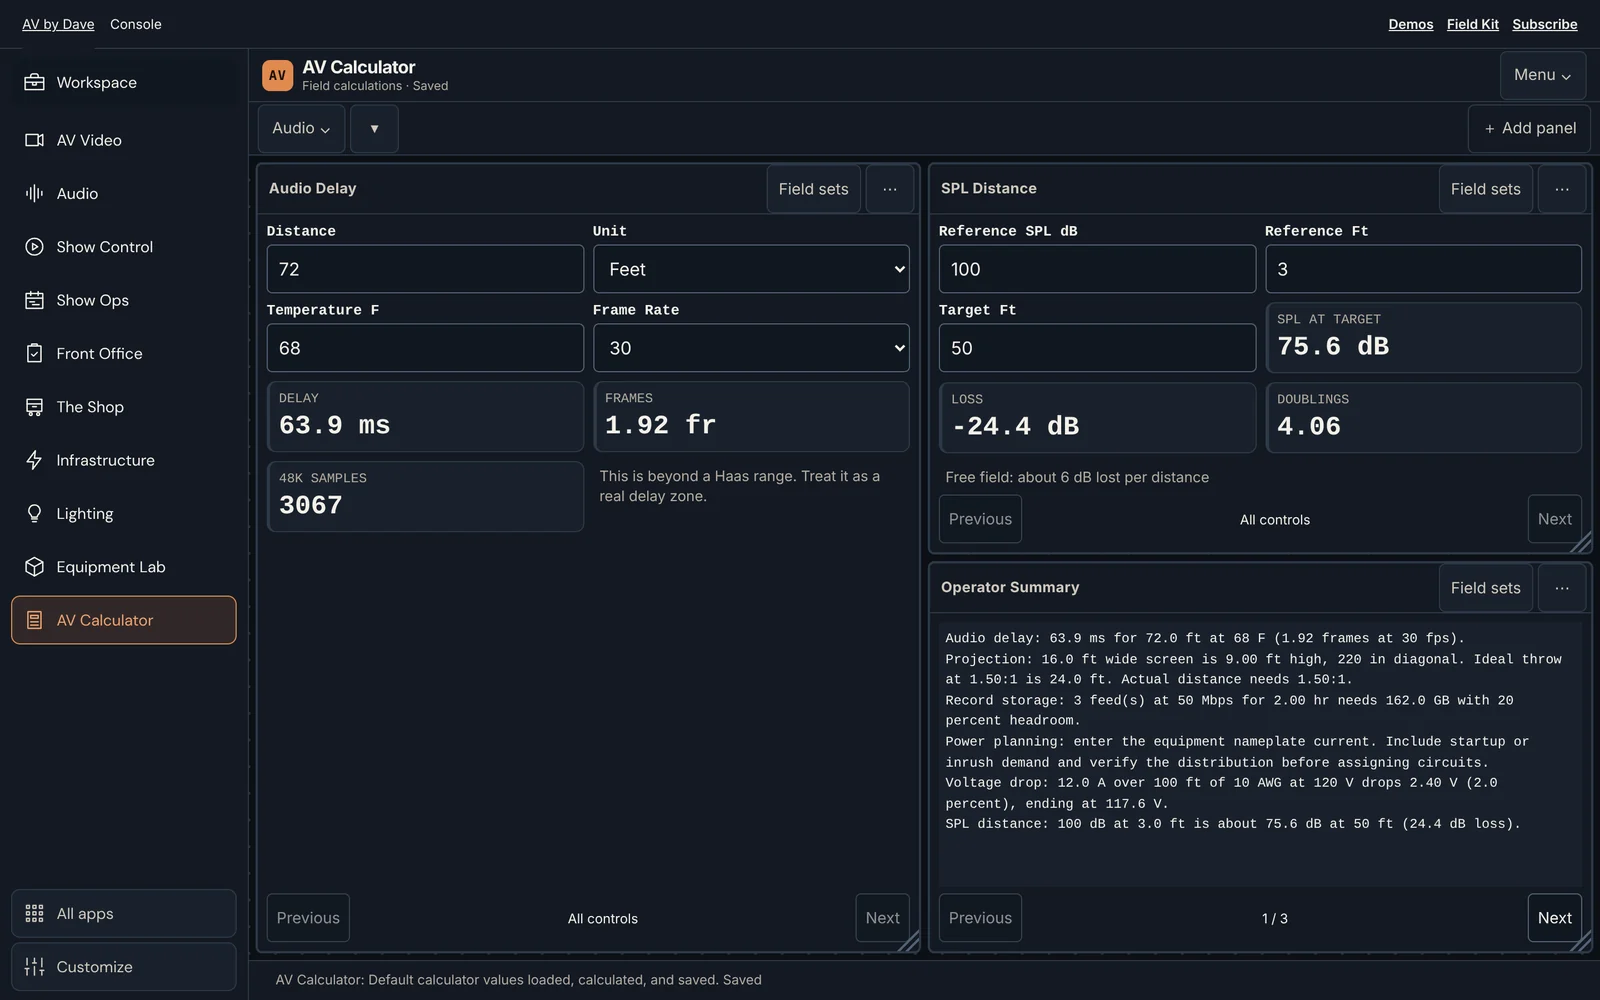 AV by Dave Console Demos Field Kit Subscribe
Workspace
AV Video
Audio
Show Control
Show Ops
Front Office
The Shop
Infrastructure
Lighting
Equipment Lab
AV Calculator
All apps
Customize
AV AV Calculator
Field calculations · Saved
Menu
Audio ▼ + Add panel
Audio Delay Field sets ...
Distance Unit
72 Feet
Temperature F Frame Rate
68 30
DELAY FRAMES
63.9 ms 1.92 fr
48K SAMPLES
3067
This is beyond a Haas range. Treat it as a
real delay zone.
Previous All controls Next
SPL Distance Field sets ...
Reference SPL dB Reference Ft
100 3
Target Ft SPL AT TARGET
50 75.6 dB
LOSS DOUBLINGS
-24.4 dB 4.06
Free field: about 6 dB lost per distance
Previous All controls Next
Operator Summary Field sets ...
Audio delay: 63.9 ms for 72.0 ft at 68 F (1.92 frames at 30 fps).
Projection: 16.0 ft wide screen is 9.00 ft high, 220 in diagonal. Ideal throw
at 1.50:1 is 24.0 ft. Actual distance needs 1.50:1.
Record storage: 3 feed(s) at 50 Mbps for 2.00 hr needs 162.0 GB with 20
percent headroom.
Power planning: enter the equipment nameplate current. Include startup or
inrush demand and verify the distribution before assigning circuits.
Voltage drop: 12.0 A over 100 ft of 10 AWG at 120 V drops 2.40 V (2.0
percent), ending at 117.6 V.
SPL distance: 100 dB at 3.0 ft is about 75.6 dB at 50 ft (24.4 dB loss).
Previous 1 / 3 Next
AV Calculator: Default calculator values loaded, calculated, and saved. Saved